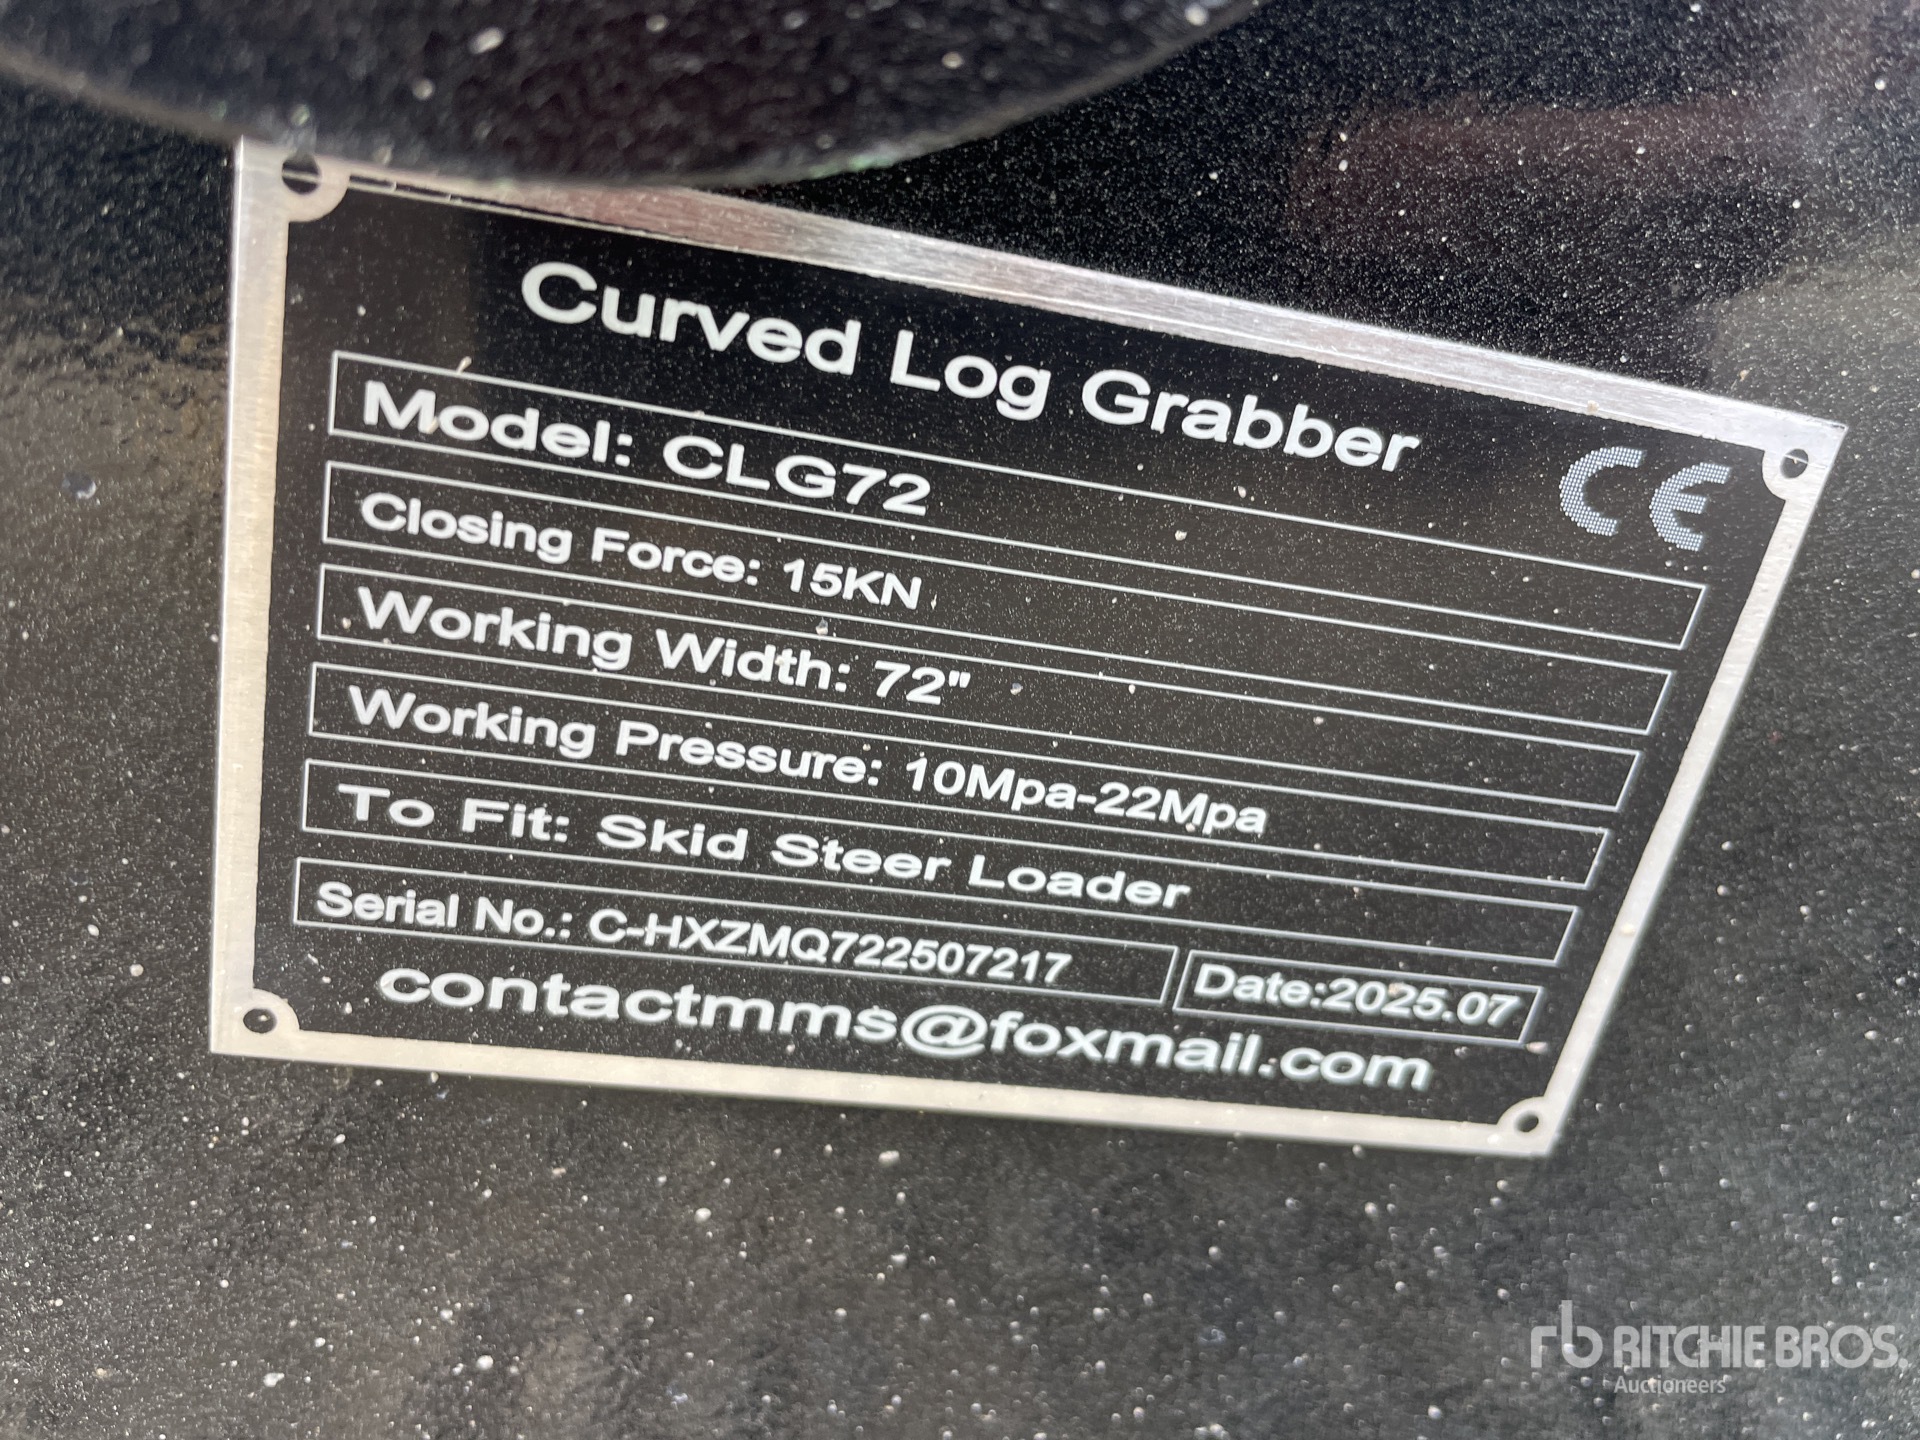 Curved Log Grabber
CE
Model: CLG72
Closing Force: 15KN
Working Width: 72"
Working Pressure: 10Mpa-22Mpa
To Fit: Skid Steer Loader
Serial No.: C-HXZMQ722507217
Date:2025.07
contactmms@foxmail.com
rb RITCHIE BROS.
Auctioneers